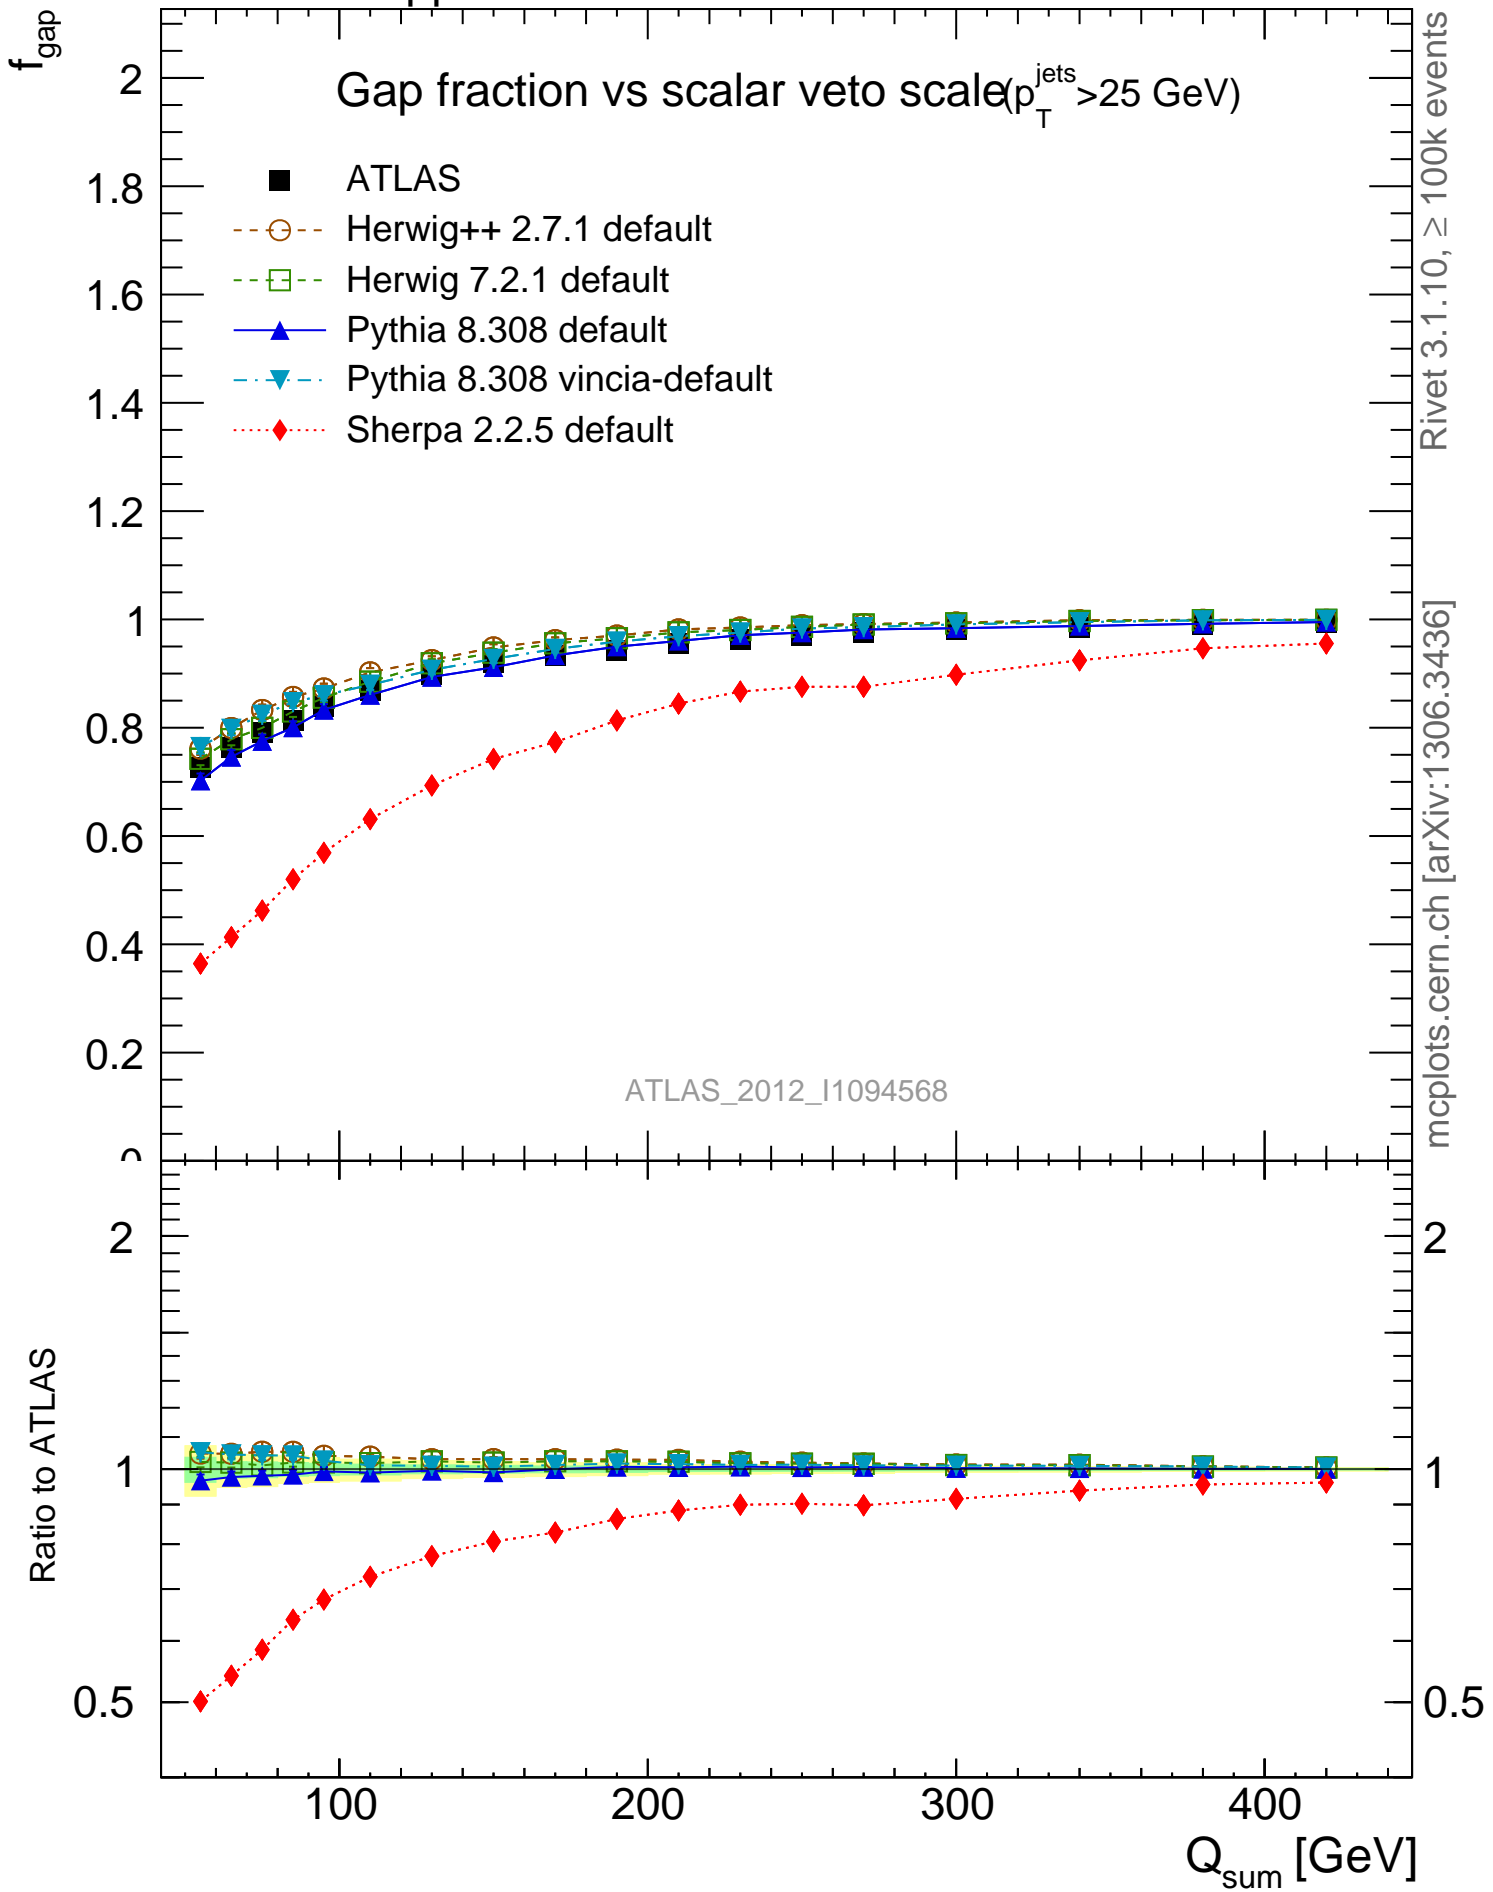 f_gap
Gap fraction vs scalar veto scale(p_T^jets>25 GeV)
ATLAS
Herwig++ 2.7.1 default
Herwig 7.2.1 default
Pythia 8.308 default
Pythia 8.308 vincia-default
Sherpa 2.2.5 default
2
1.8
1.6
1.4
1.2
1
0.8
0.6
0.4
0.2
0
ATLAS_2012_I1094568
Rivet 3.1.10, ≥ 100k events
mcplots.cern.ch [arXiv:1306.3436]
Ratio to ATLAS
2
1
0.5
2
1
0.5
100 200 300 400
Q_sum [GeV]